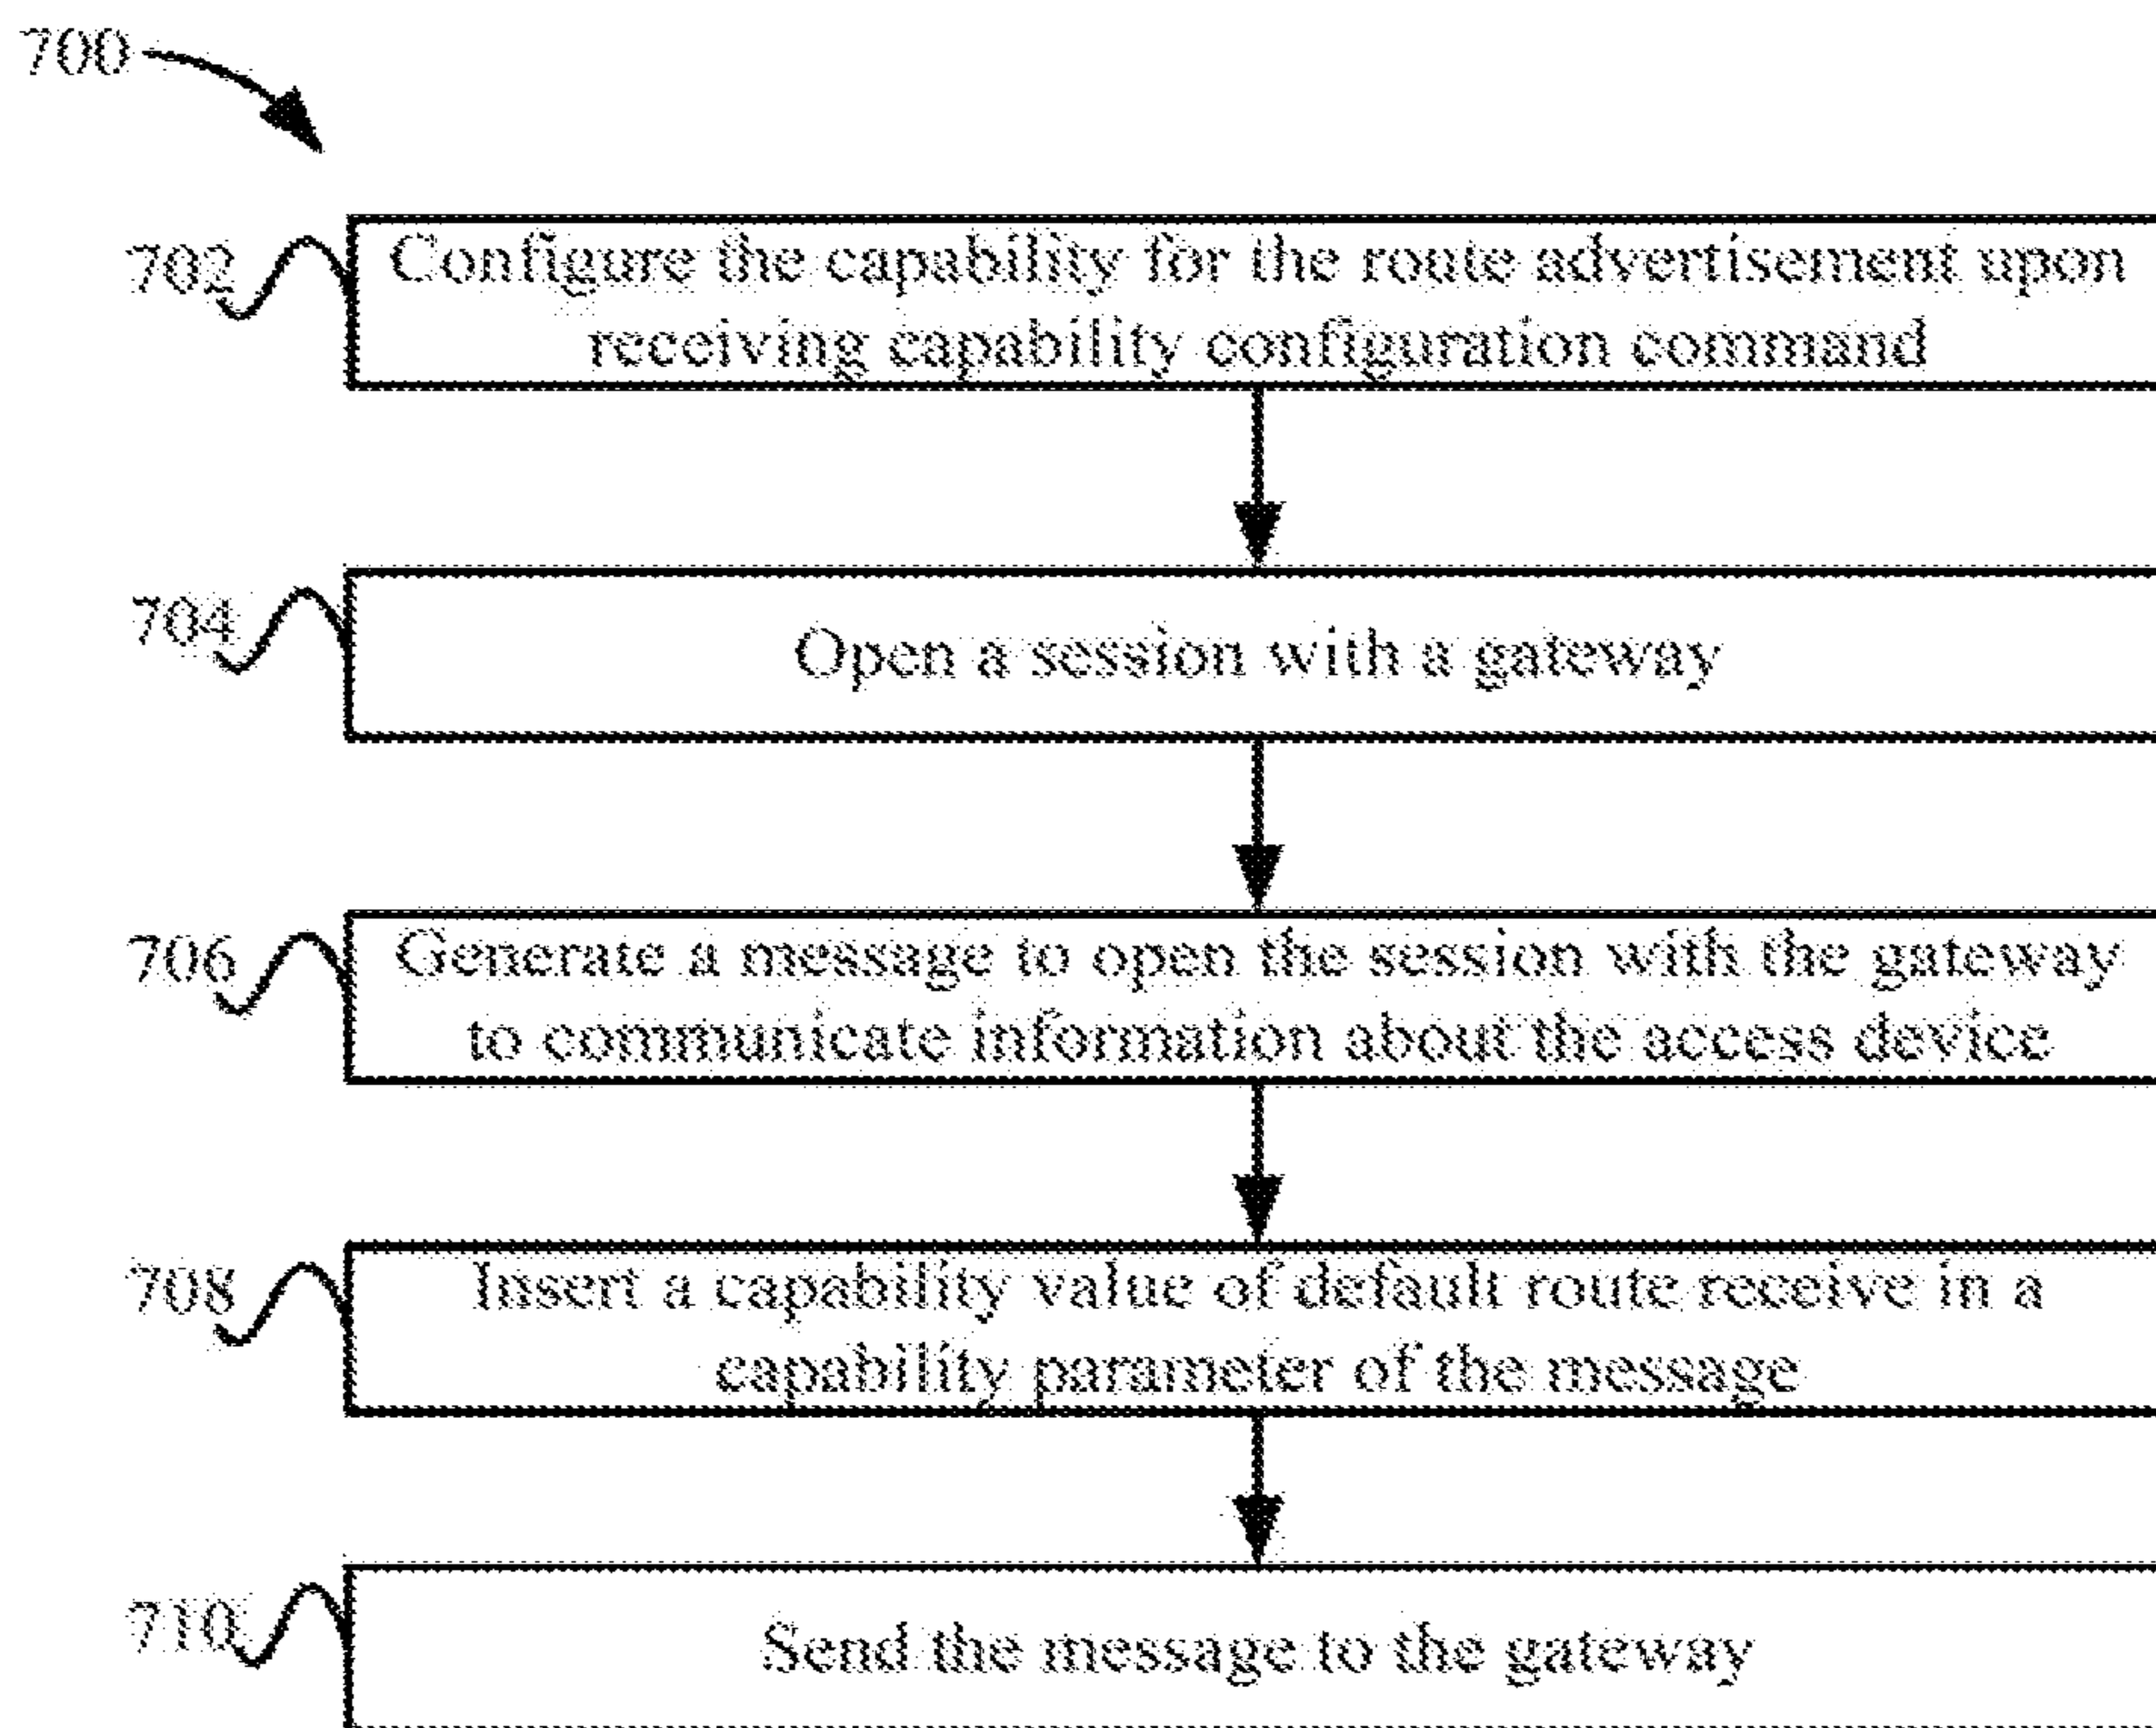 700
702
Configure the capability for the route advertisement upon
receiving capability configuration command
704
Open a session with a gateway
706
Generate a message to open the session with the gateway
to communicate information about the access device
708
Insert a capability value of default route receive in a
capability parameter of the message
710
Send the message to the gateway